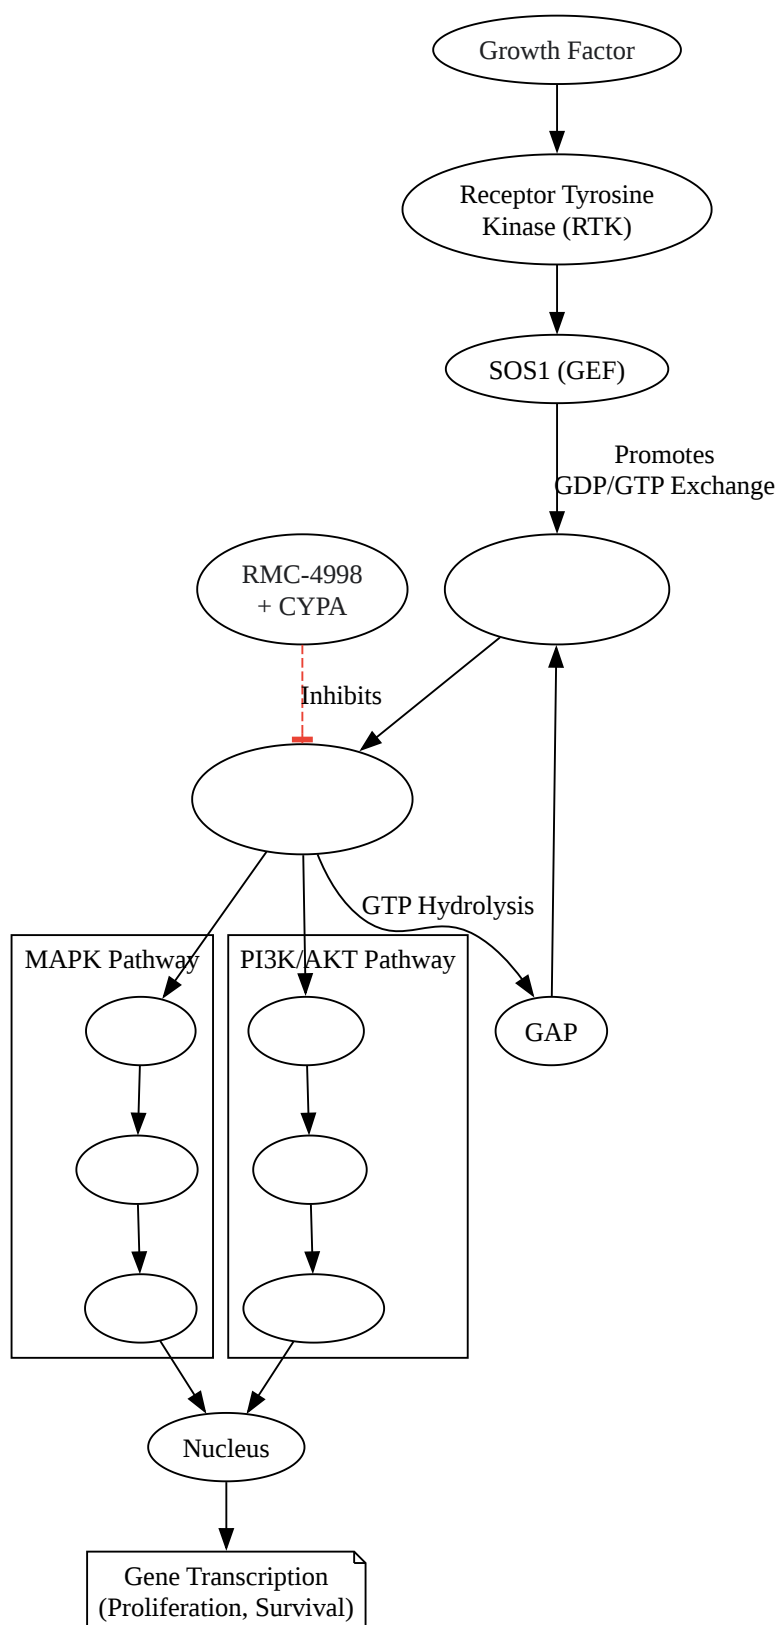 Growth Factor
Receptor Tyrosine
Kinase (RTK)
SOS1 (GEF)
Promotes
GDP/GTP Exchange
RMC-4998
+ CYPA
Inhibits
GTP Hydrolysis
MAPK Pathway
PI3K/AKT Pathway
GAP
Nucleus
Gene Transcription
(Proliferation, Survival)